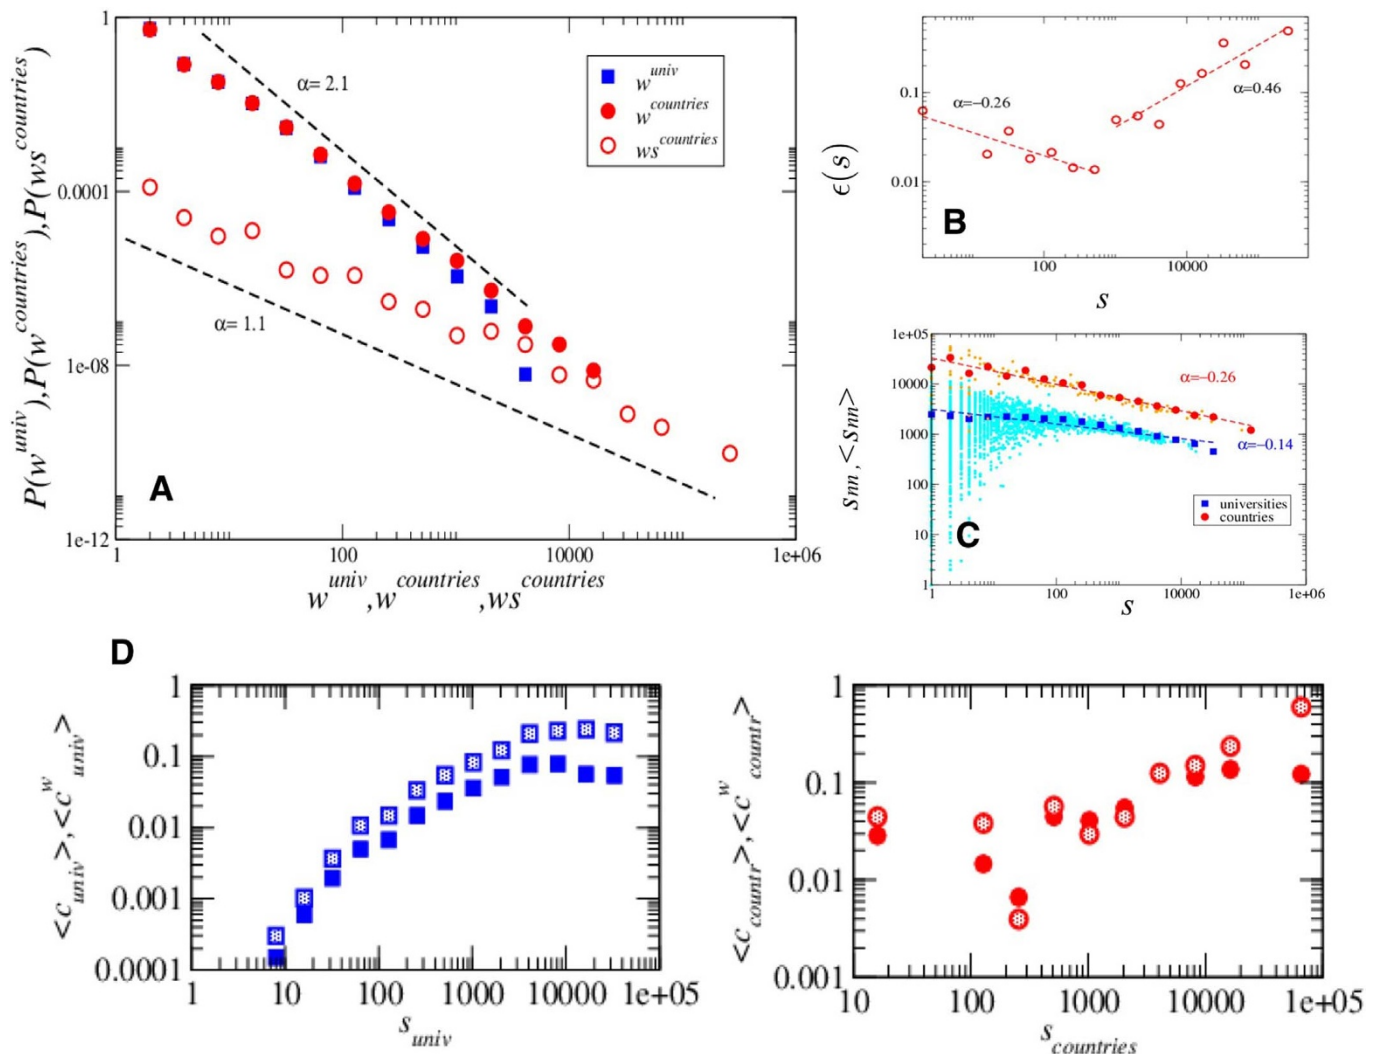 1
0.0001
1e-08
1e-12
P(w^univ),P(w^countries),P(ws^countries)
α= 2.1
α= 1.1
w^univ
w^countries
ws^countries
A
1
100
10000
1e+06
w^univ,w^countries,ws^countries
0.1
0.01
ϵ(s)
α=-0.26
α=0.46
B
100
10000
s
1e+05
10000
1000
100
10
1
s_nn,<s_nn>
α=-0.26
α=-0.14
universities
countries
C
1
100
10000
1e+06
s
D
1
0.1
0.01
0.001
0.0001
<c_univ>,<c^w_univ>
1
10
100
1000
10000
1e+05
s_univ
1
0.1
0.01
0.001
<c_countr>,<c^w_countr>
10
100
1000
10000
1e+05
s_countries